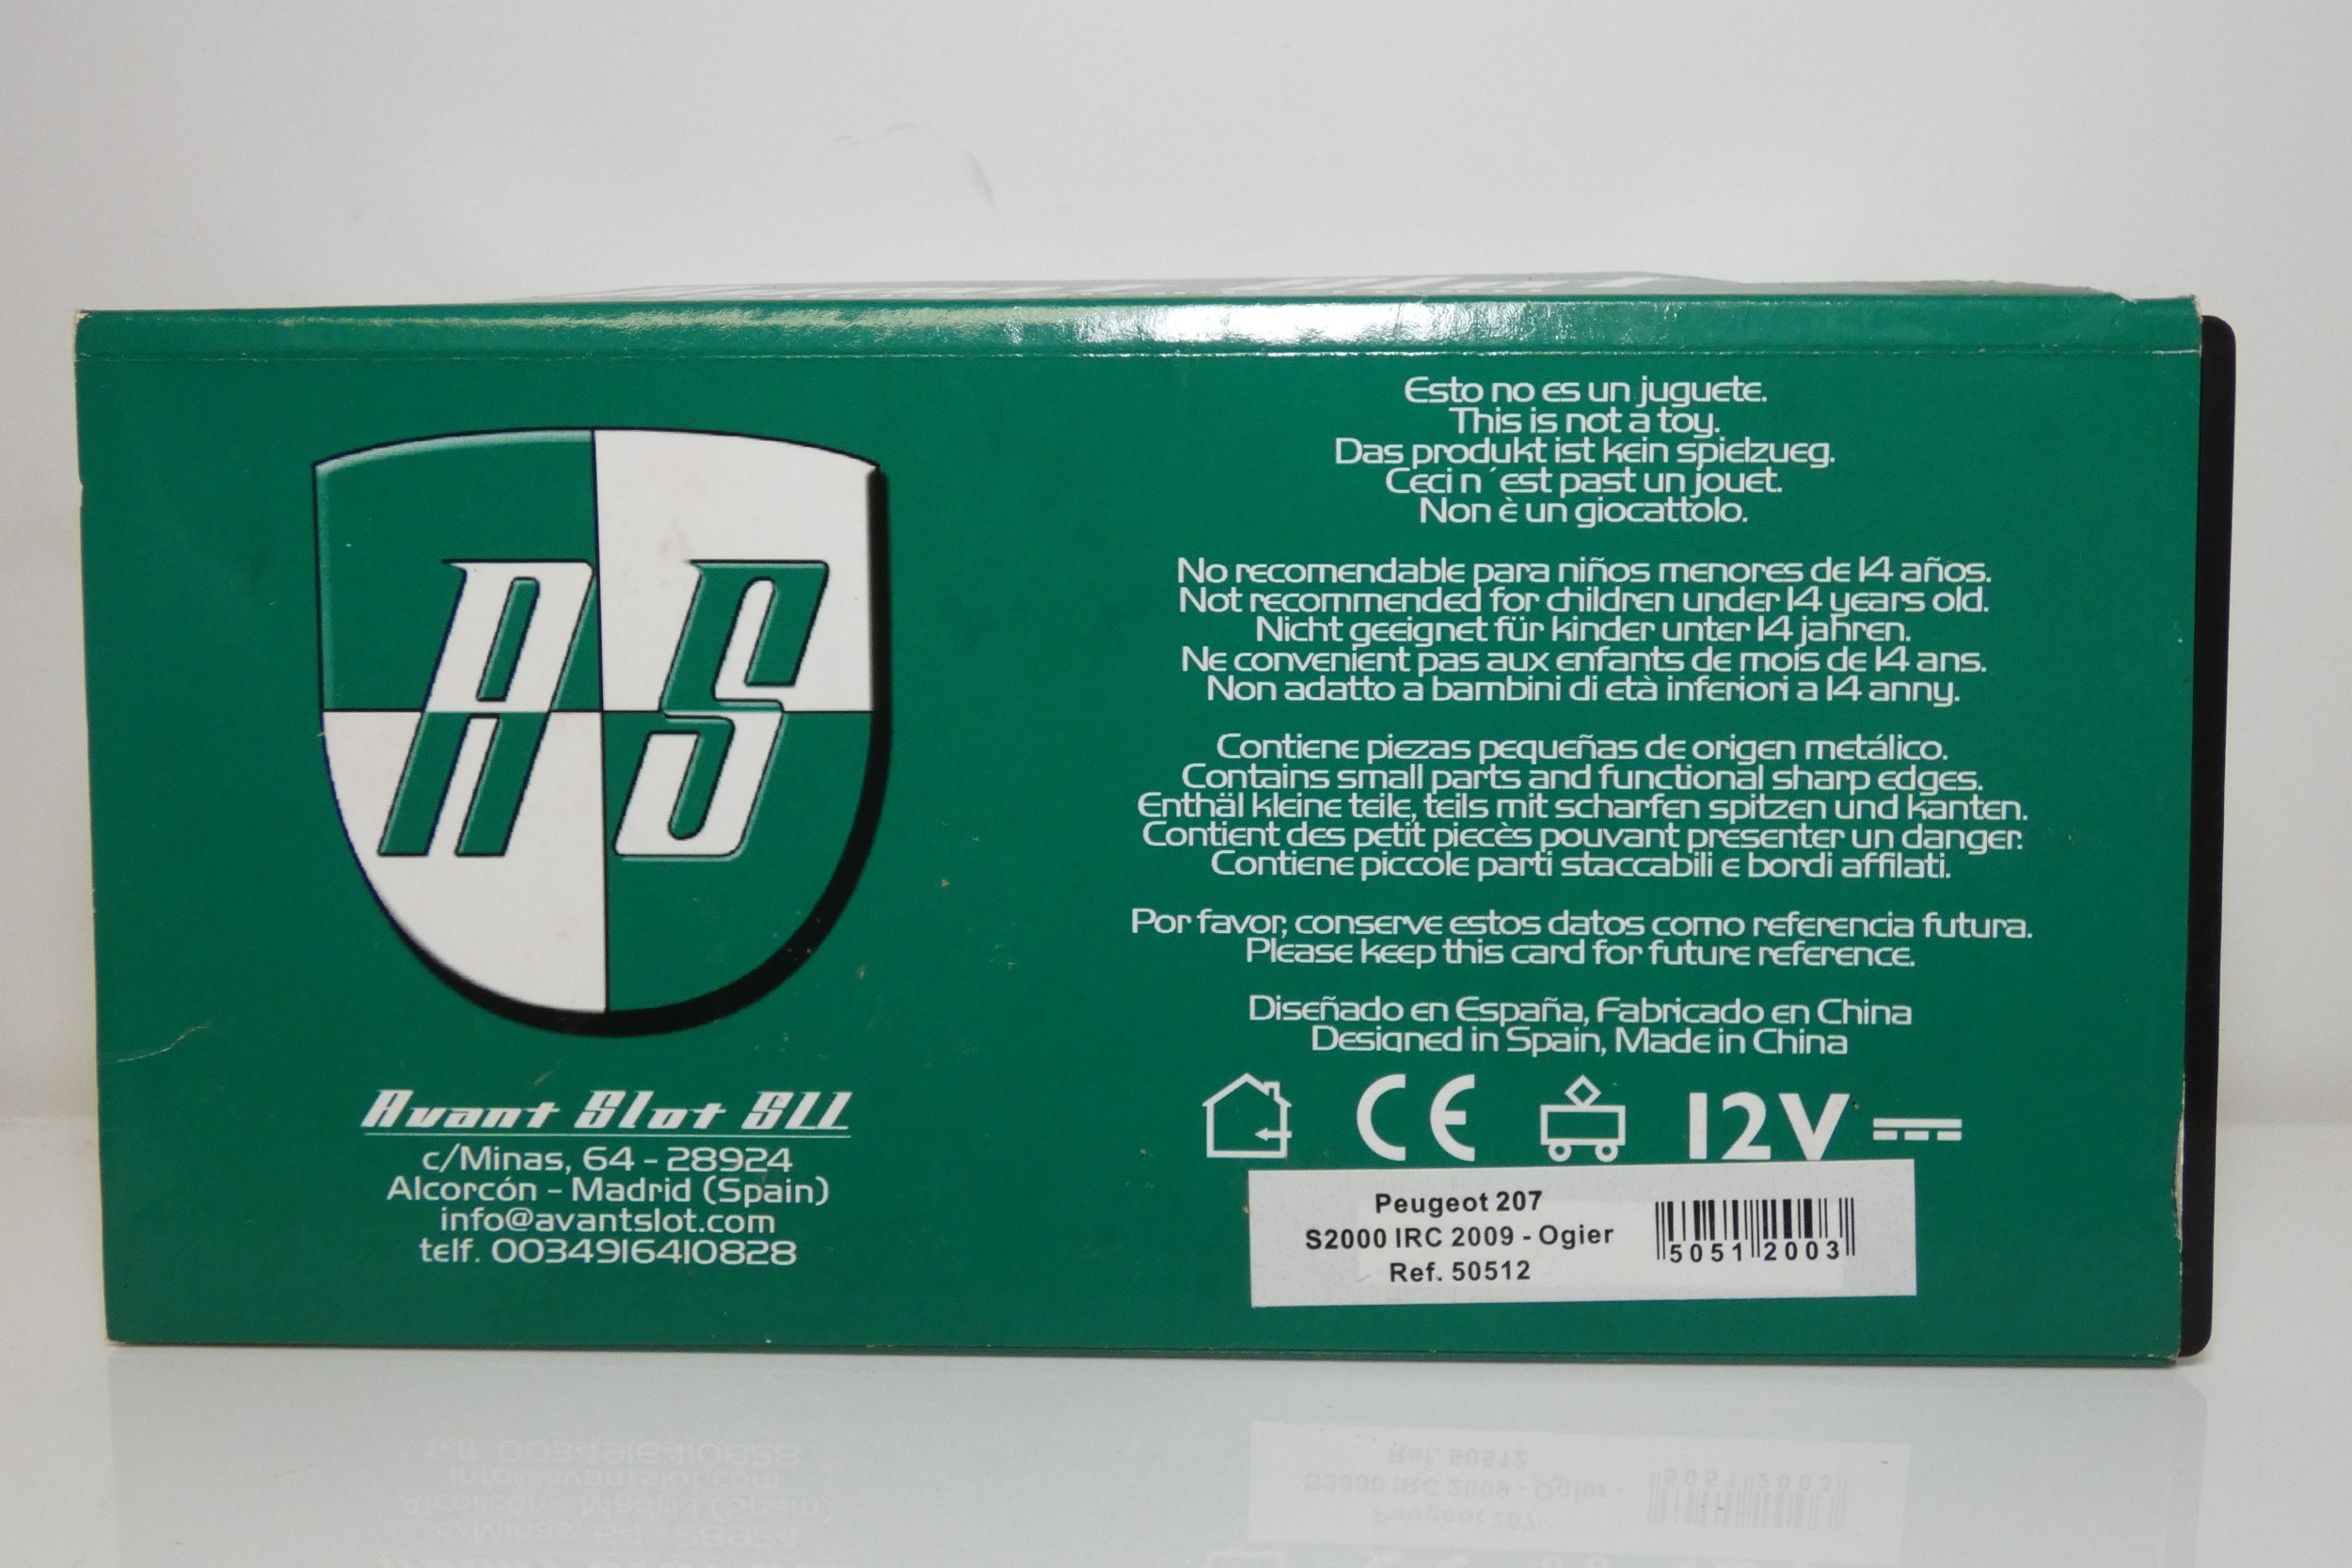 AS
Avant Slot SLL
c/Minas, 64 - 28924
Alcorcón - Madrid (Spain)
info@avantslot.com
telf. 0034916410828
Esto no es un juguete.
This is not a toy.
Das produkt ist kein spielzueg.
Ceci n´est past un jouet.
Non è un giocattolo.
No recomendable para niños menores de 14 años.
Not recommended for children under 14 years old.
Nicht geeignet für kinder unter 14 jahren.
Ne convenient pas aux enfants de mois de 14 ans.
Non adatto a bambini di età inferiori a 14 anny.
Contiene piezas pequeñas de origen metálico.
Contains small parts and functional sharp edges.
Enthäl kleine teile, teils mit scharfen spitzen und kanten.
Contient des petit piecès pouvant presenter un danger.
Contiene piccole parti staccabili e bordi affilati.
Por favor, conserve estos datos como referencia futura.
Please keep this card for future reference.
Diseñado en España, Fabricado en China
Designed in Spain, Made in China
CE 12V
Peugeot 207
S2000 IRC 2009 - Ogier
Ref. 50512
50512003